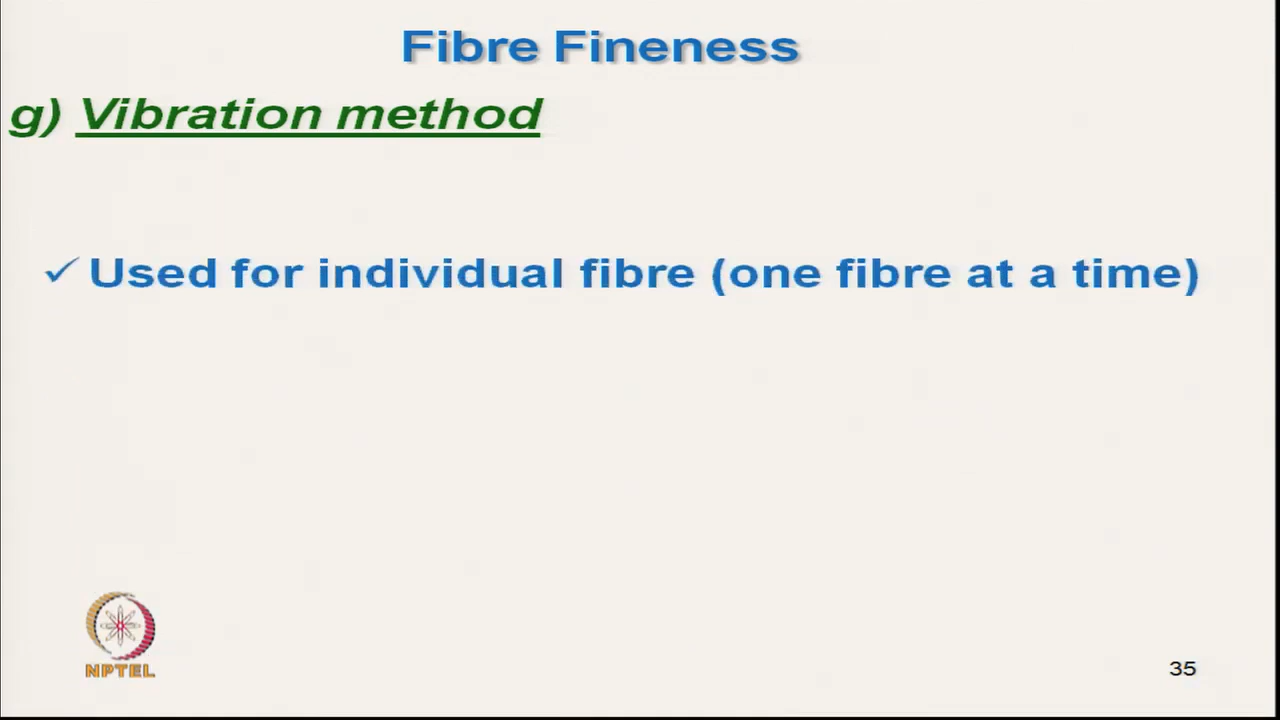 Fibre Fineness
g) Vibration method
✓ Used for individual fibre (one fibre at a time)
NPTEL
35